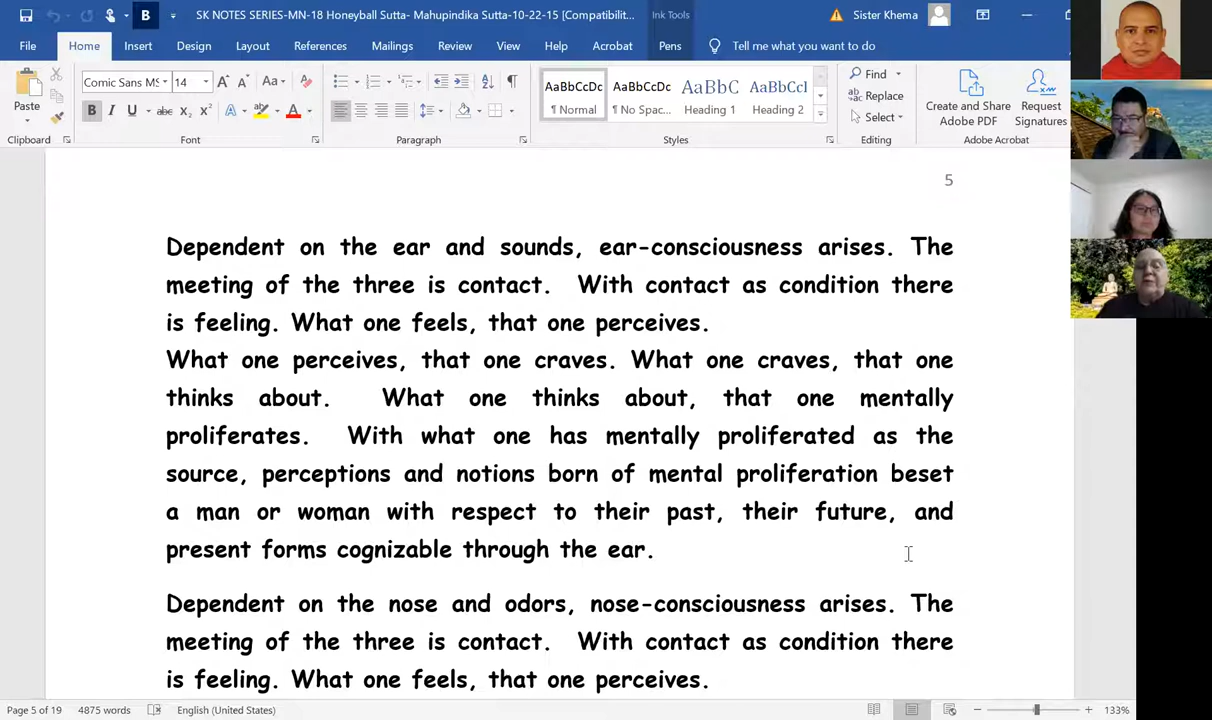 SK NOTES SERIES-MN-18 Honeyball Sutta- Mahupindika Sutta-10-22-15 [Compatibilit...
Ink Tools
Sister Khema
File Home Insert Design Layout References Mailings Review View Help Acrobat Pens Tell me what you want to do
Paste
Clipboard
Comic Sans MS 14
Font
Paragraph
AaBbCcDc AaBbCcDc AaBbC AaBbCcI
¶ Normal ¶ No Spac... Heading 1 Heading 2
Styles
Find
Replace
Select
Editing
Create and Share
Adobe PDF
Request
Signatures
Adobe Acrobat
5
Dependent on the ear and sounds, ear-consciousness arises. The
meeting of the three is contact. With contact as condition there
is feeling. What one feels, that one perceives.
What one perceives, that one craves. What one craves, that one
thinks about. What one thinks about, that one mentally
proliferates. With what one has mentally proliferated as the
source, perceptions and notions born of mental proliferation beset
a man or woman with respect to their past, their future, and
present forms cognizable through the ear.
Dependent on the nose and odors, nose-consciousness arises. The
meeting of the three is contact. With contact as condition there
is feeling. What one feels, that one perceives.
Page 5 of 19 4875 words English (United States) 133%